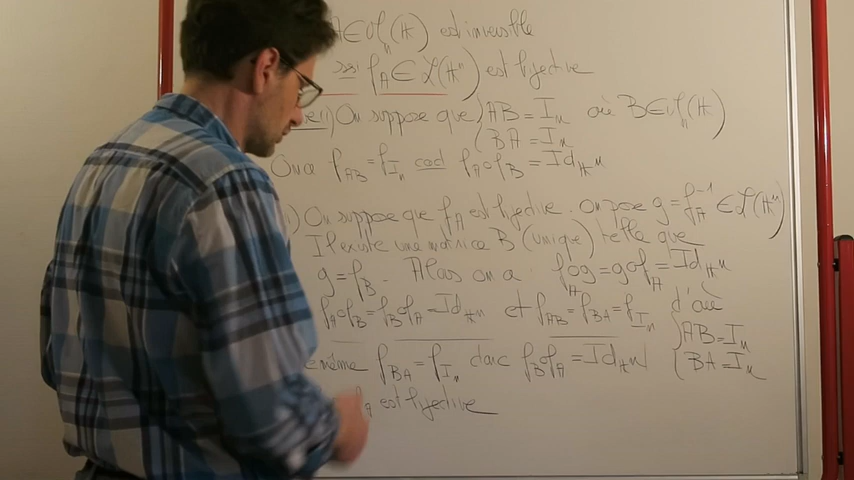 A∈𝓜ₙ(𝕂) est inversible
ssi f_A ∈ ℒ(𝕂ⁿ) est bijective
i) On suppose que { AB = Iₙ où B∈𝓜ₙ(𝕂)
BA = Iₙ
Donc f_AB = f_Iₙ cad f_A∘f_B = Id_𝕂ⁿ
i) On suppose que f_A est bijective. On pose g = f_A⁻¹ ∈ ℒ(𝕂ⁿ)
Il existe une matrice B (unique) telle que
g = f_B. Alors on a f_A∘g = g∘f_A = Id_𝕂ⁿ
f_A∘f_B = f_B∘f_A = Id_𝕂ⁿ et f_AB = f_BA = f_Iₙ d'où
{ AB = Iₙ
BA = Iₙ
même f_BA = f_Iₙ donc f_B∘f_A = Id_𝕂ⁿ
f_A est bijective